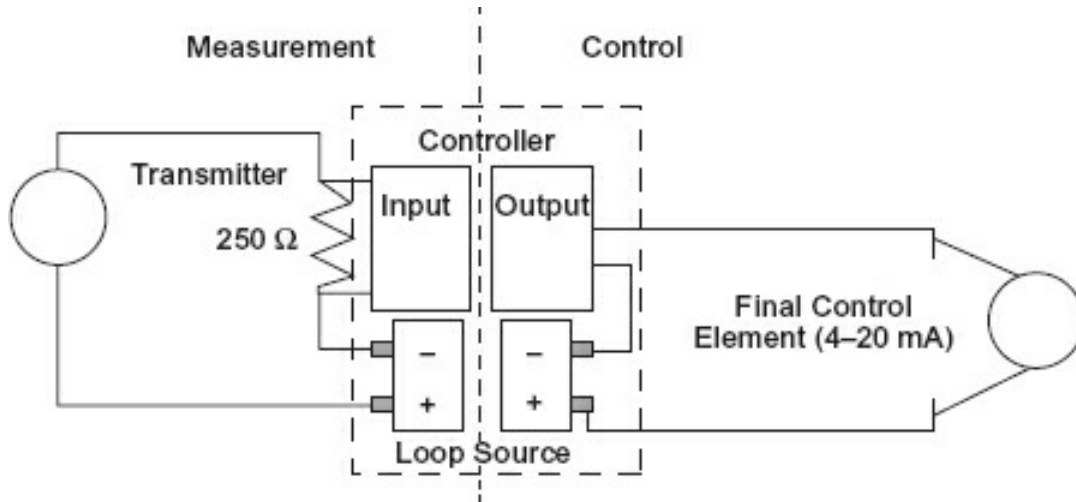 Measurement
Control
Controller
Transmitter
Input
Output
250 Ω
Final Control
Element (4–20 mA)
– –
+ +
Loop Source